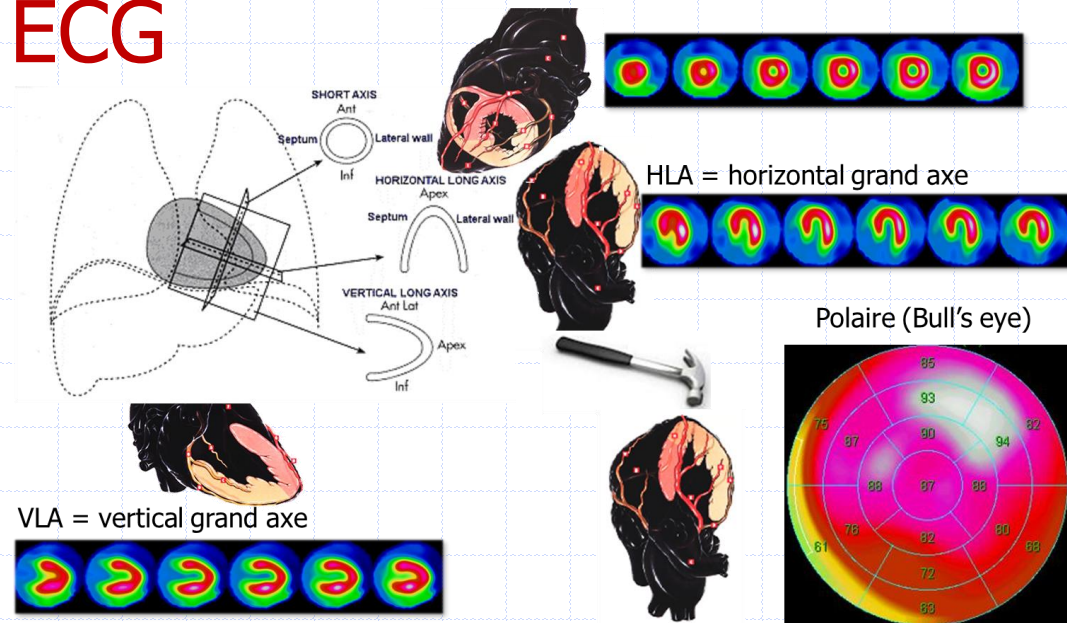 ECG
SHORT AXIS
Ant
Septum
Lateral wall
Inf
HORIZONTAL LONG AXIS
Apex
Septum
Lateral wall
VERTICAL LONG AXIS
Ant Lat
Apex
Inf
HLA = horizontal grand axe
Polaire (Bull's eye)
85
93
75
82
90
87
94
88
87
88
76
80
61
82
68
72
63
VLA = vertical grand axe